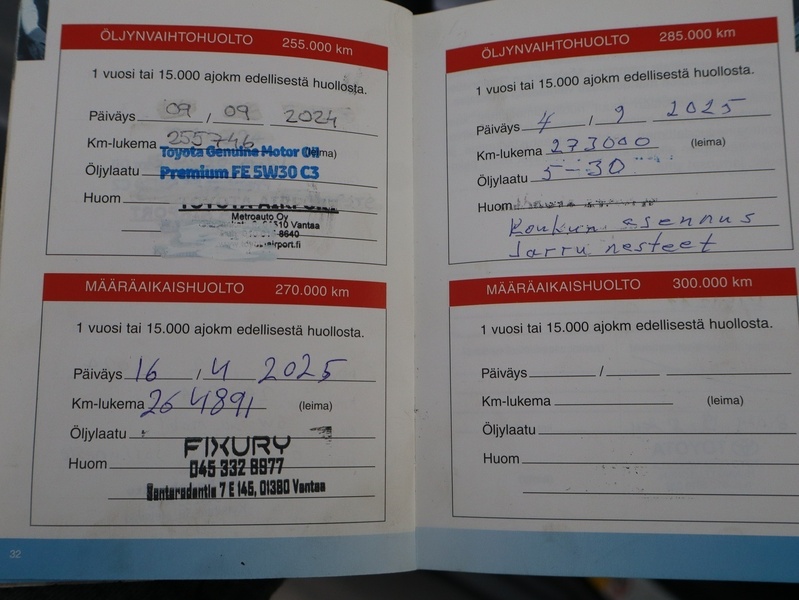 ÖLJYNVAIHTOHUOLTO 255.000 km
1 vuosi tai 15.000 ajokm edellisestä huollosta.
Päiväys 09 / 09 2024
Km-lukema 255746 (leima)
Toyota Genuine Motor Oil
Öljylaatu Premium FE 5W30 C3
Huom
Metroauto Oy
Vantaa
MÄÄRÄAIKAISHUOLTO 270.000 km
1 vuosi tai 15.000 ajokm edellisestä huollosta.
Päiväys 16 / 4 2025
Km-lukema 264891 (leima)
Öljylaatu
FIXURY
Huom 045 332 8977
Santaradantie 7 E 145, 01380 Vantaa
32
ÖLJYNVAIHTOHUOLTO 285.000 km
1 vuosi tai 15.000 ajokm edellisestä huollosta.
Päiväys 4 / 9 2025
Km-lukema 273000 (leima)
Öljylaatu 5-30
Huom
Koukun asennus
Jarru nesteet
MÄÄRÄAIKAISHUOLTO 300.000 km
1 vuosi tai 15.000 ajokm edellisestä huollosta.
Päiväys /
Km-lukema (leima)
Öljylaatu
Huom